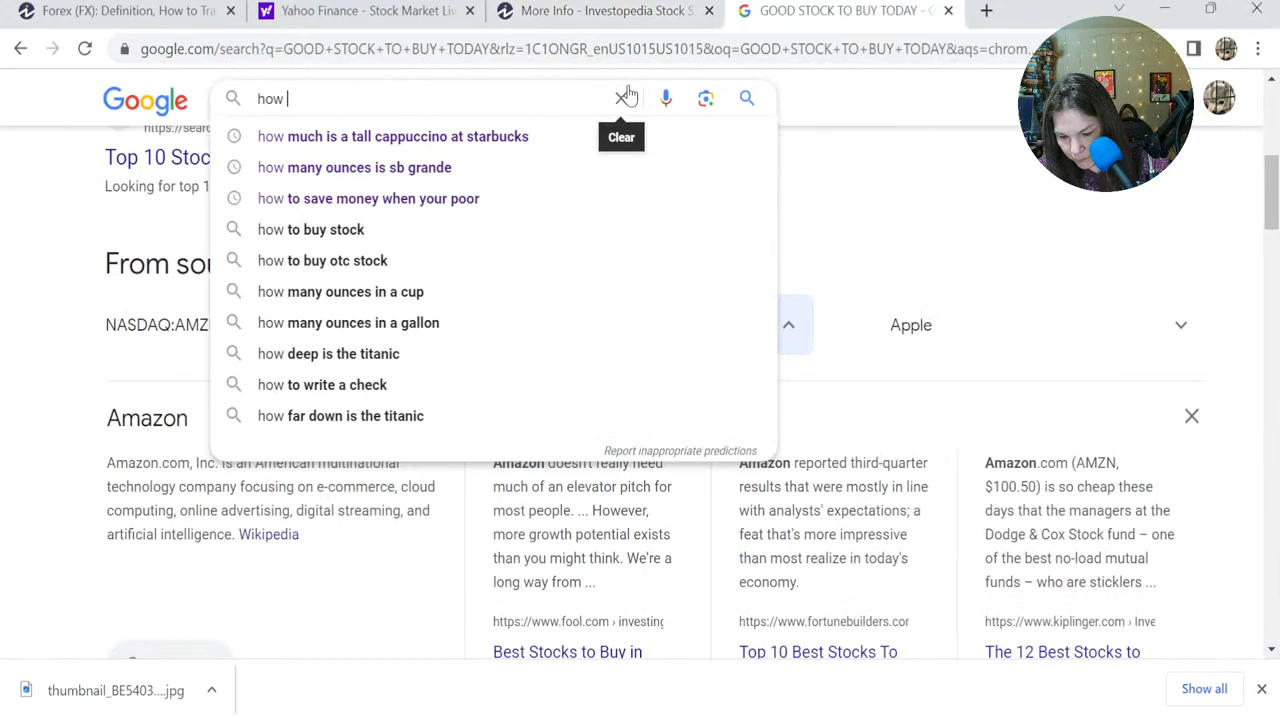 Forex (FX): Definition, How to Tra
Yahoo Finance - Stock Market Liv
More Info - Investopedia Stock S
GOOD STOCK TO BUY TODAY -
google.com/search?q=GOOD+STOCK+TO+BUY+TODAY&rlz=1C1ONGR_enUS1015US1015&oq=GOOD+STOCK+TO+BUY+TODAY&aqs=chrom...
Google
how
Clear
how much is a tall cappuccino at starbucks
how many ounces is sb grande
how to save money when your poor
how to buy stock
how to buy otc stock
how many ounces in a cup
how many ounces in a gallon
how deep is the titanic
how to write a check
how far down is the titanic
Report inappropriate predictions
https://sear
Top 10 Stoc
Looking for top 1
From sou
NASDAQ:AMZ
Apple
Amazon
Amazon.com, Inc. is an American multinational
technology company focusing on e-commerce, cloud
computing, online advertising, digital streaming, and
artificial intelligence. Wikipedia
Amazon doesn't really need
much of an elevator pitch for
most people. ... However,
more growth potential exists
than you might think. We're a
long way from ...
https://www.fool.com › investing
Best Stocks to Buy in
Amazon reported third-quarter
results that were mostly in line
with analysts' expectations; a
feat that's more impressive
than most realize in today's
economy.
https://www.fortunebuilders.cor
Top 10 Best Stocks To
Amazon.com (AMZN,
$100.50) is so cheap these
days that the managers at the
Dodge & Cox Stock fund – one
of the best no-load mutual
funds – who are sticklers ...
https://www.kiplinger.com › Inve
The 12 Best Stocks to
thumbnail_BE5403....jpg
Show all